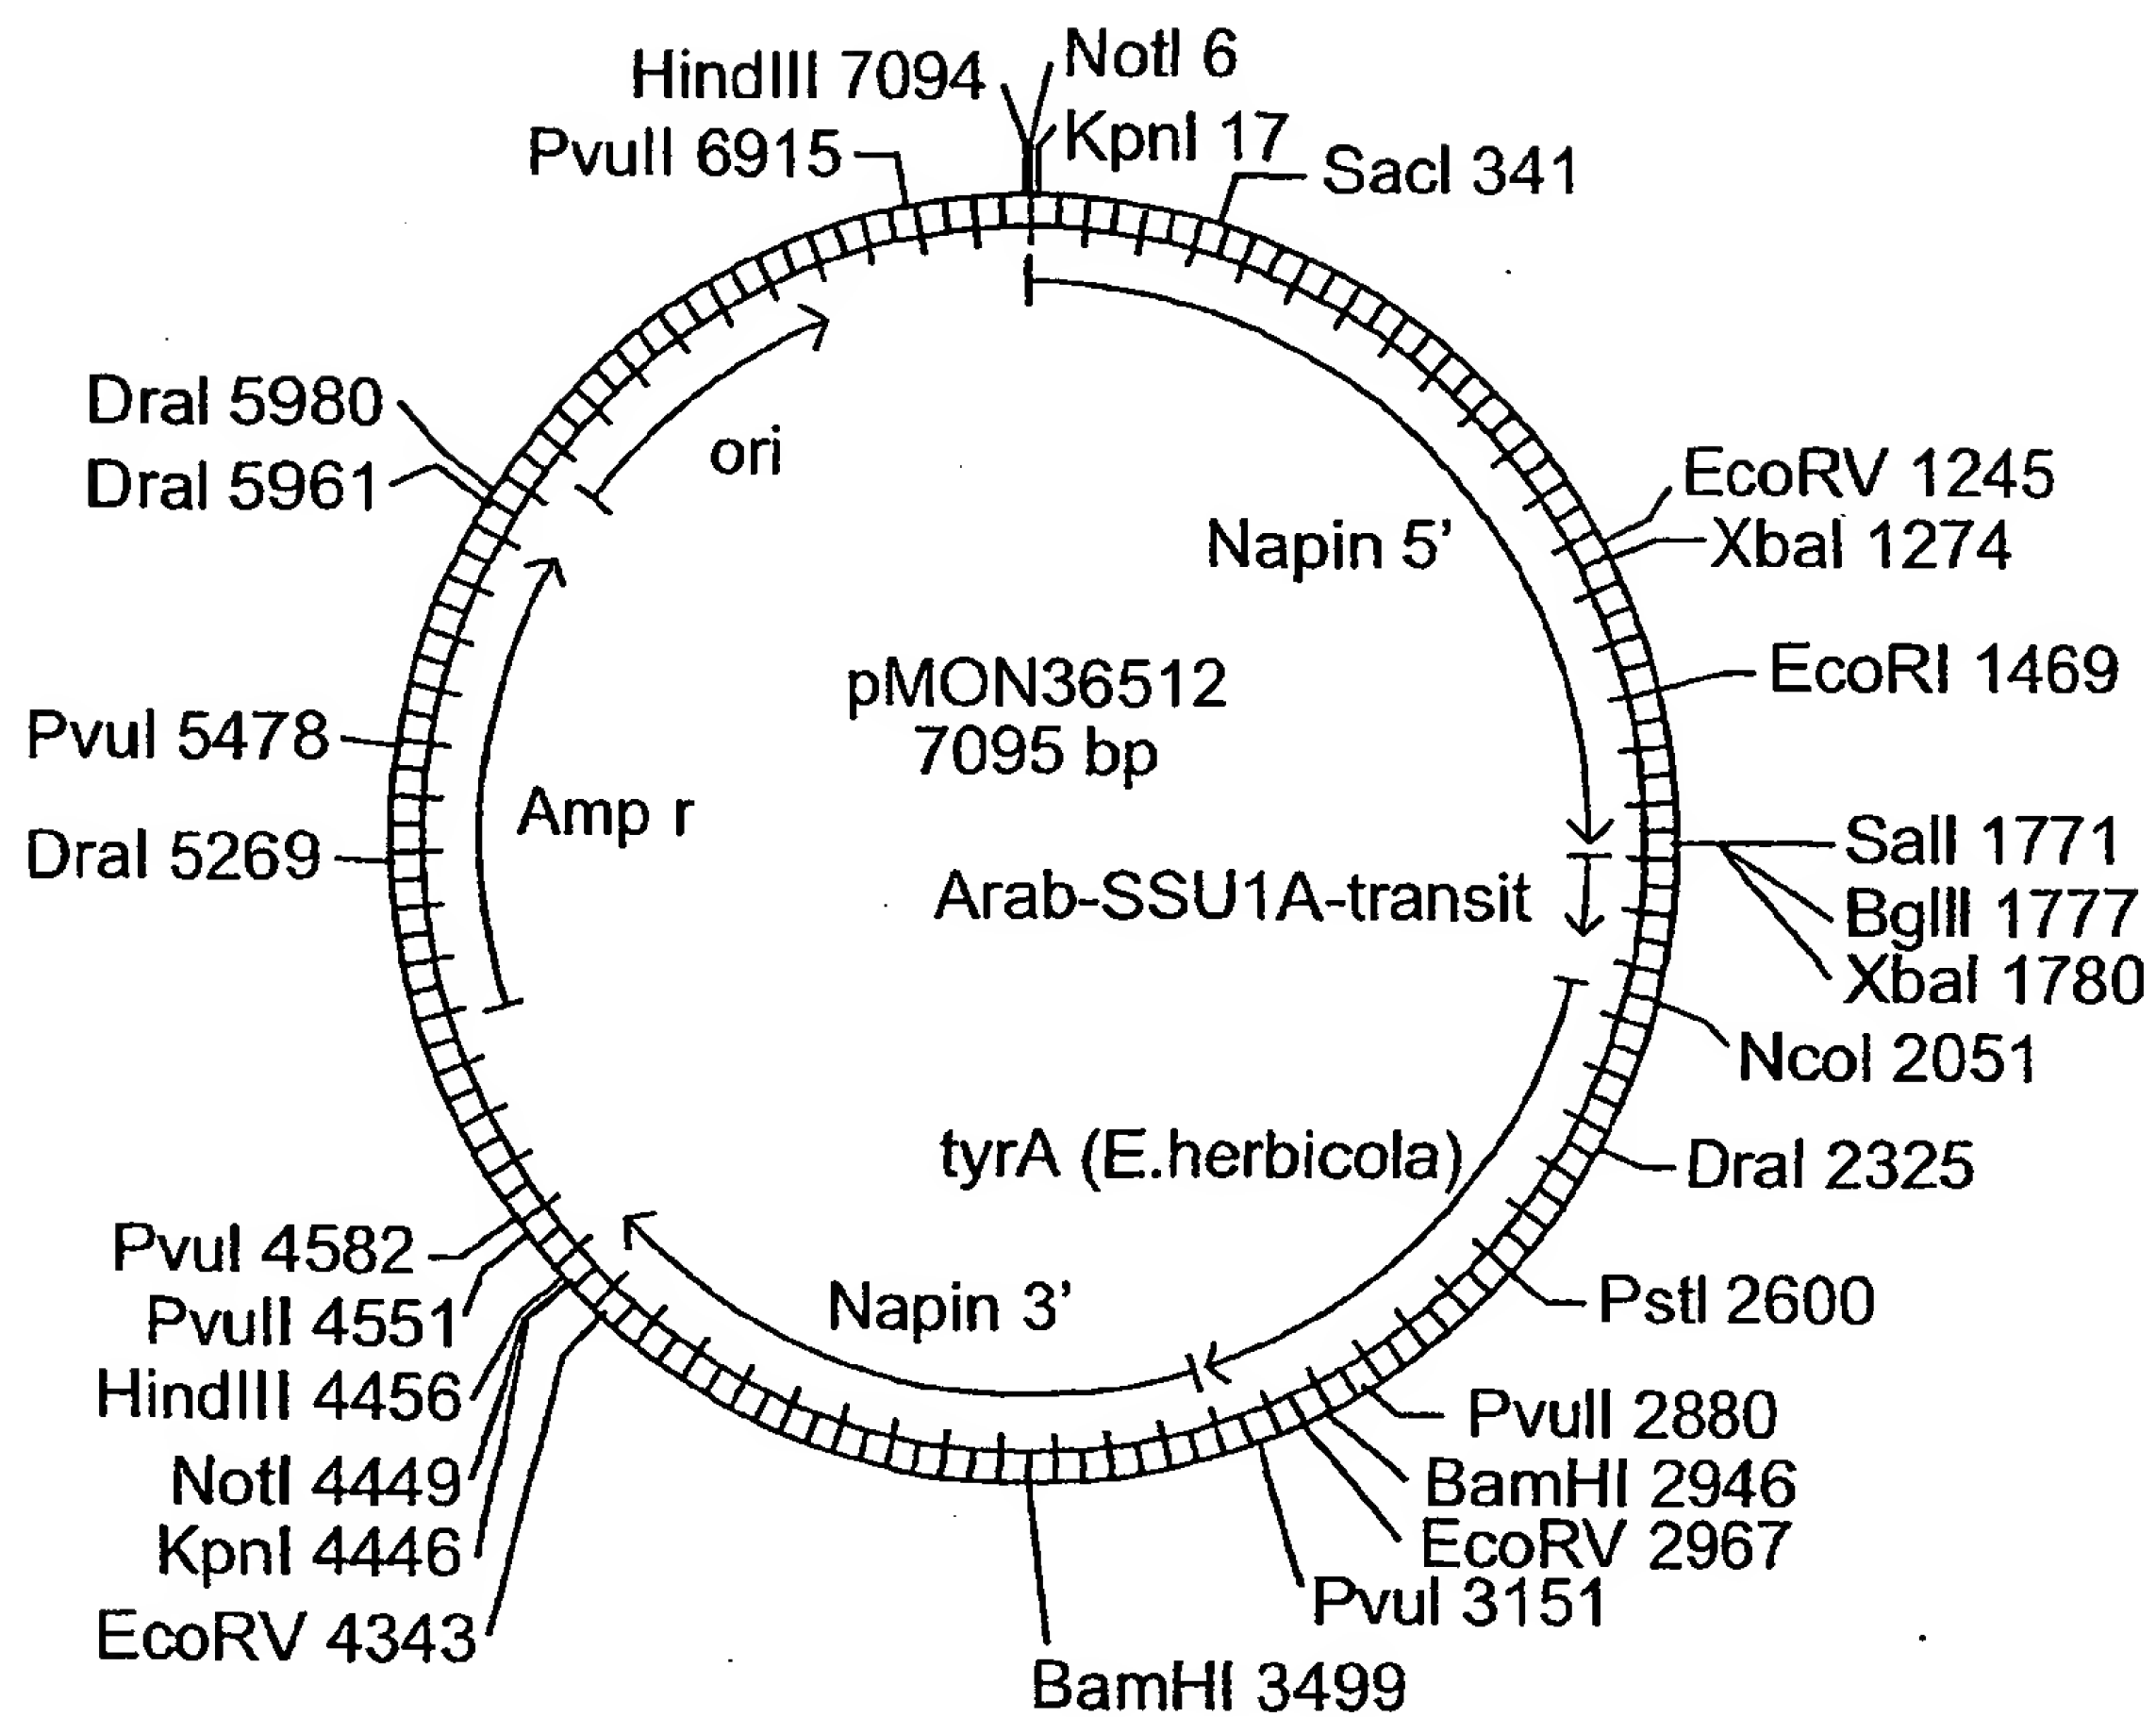 HindIII 7094
NotI 6
PvuII 6915
KpnI 17
SacI 341
DraI 5980
DraI 5961
ori
EcoRV 1245
XbaI 1274
Napin 5’
EcoRI 1469
pMON36512
7095 bp
PvuI 5478
DraI 5269
Amp r
SalI 1771
Arab-SSU1A-transit
BglII 1777
XbaI 1780
NcoI 2051
tyrA (E.herbicola)
DraI 2325
PvuI 4582
PvuII 4551
Napin 3’
PstI 2600
HindIII 4456
PvuII 2880
NotI 4449
BamHI 2946
KpnI 4446
EcoRV 2967
PvuI 3151
EcoRV 4343
BamHI 3499